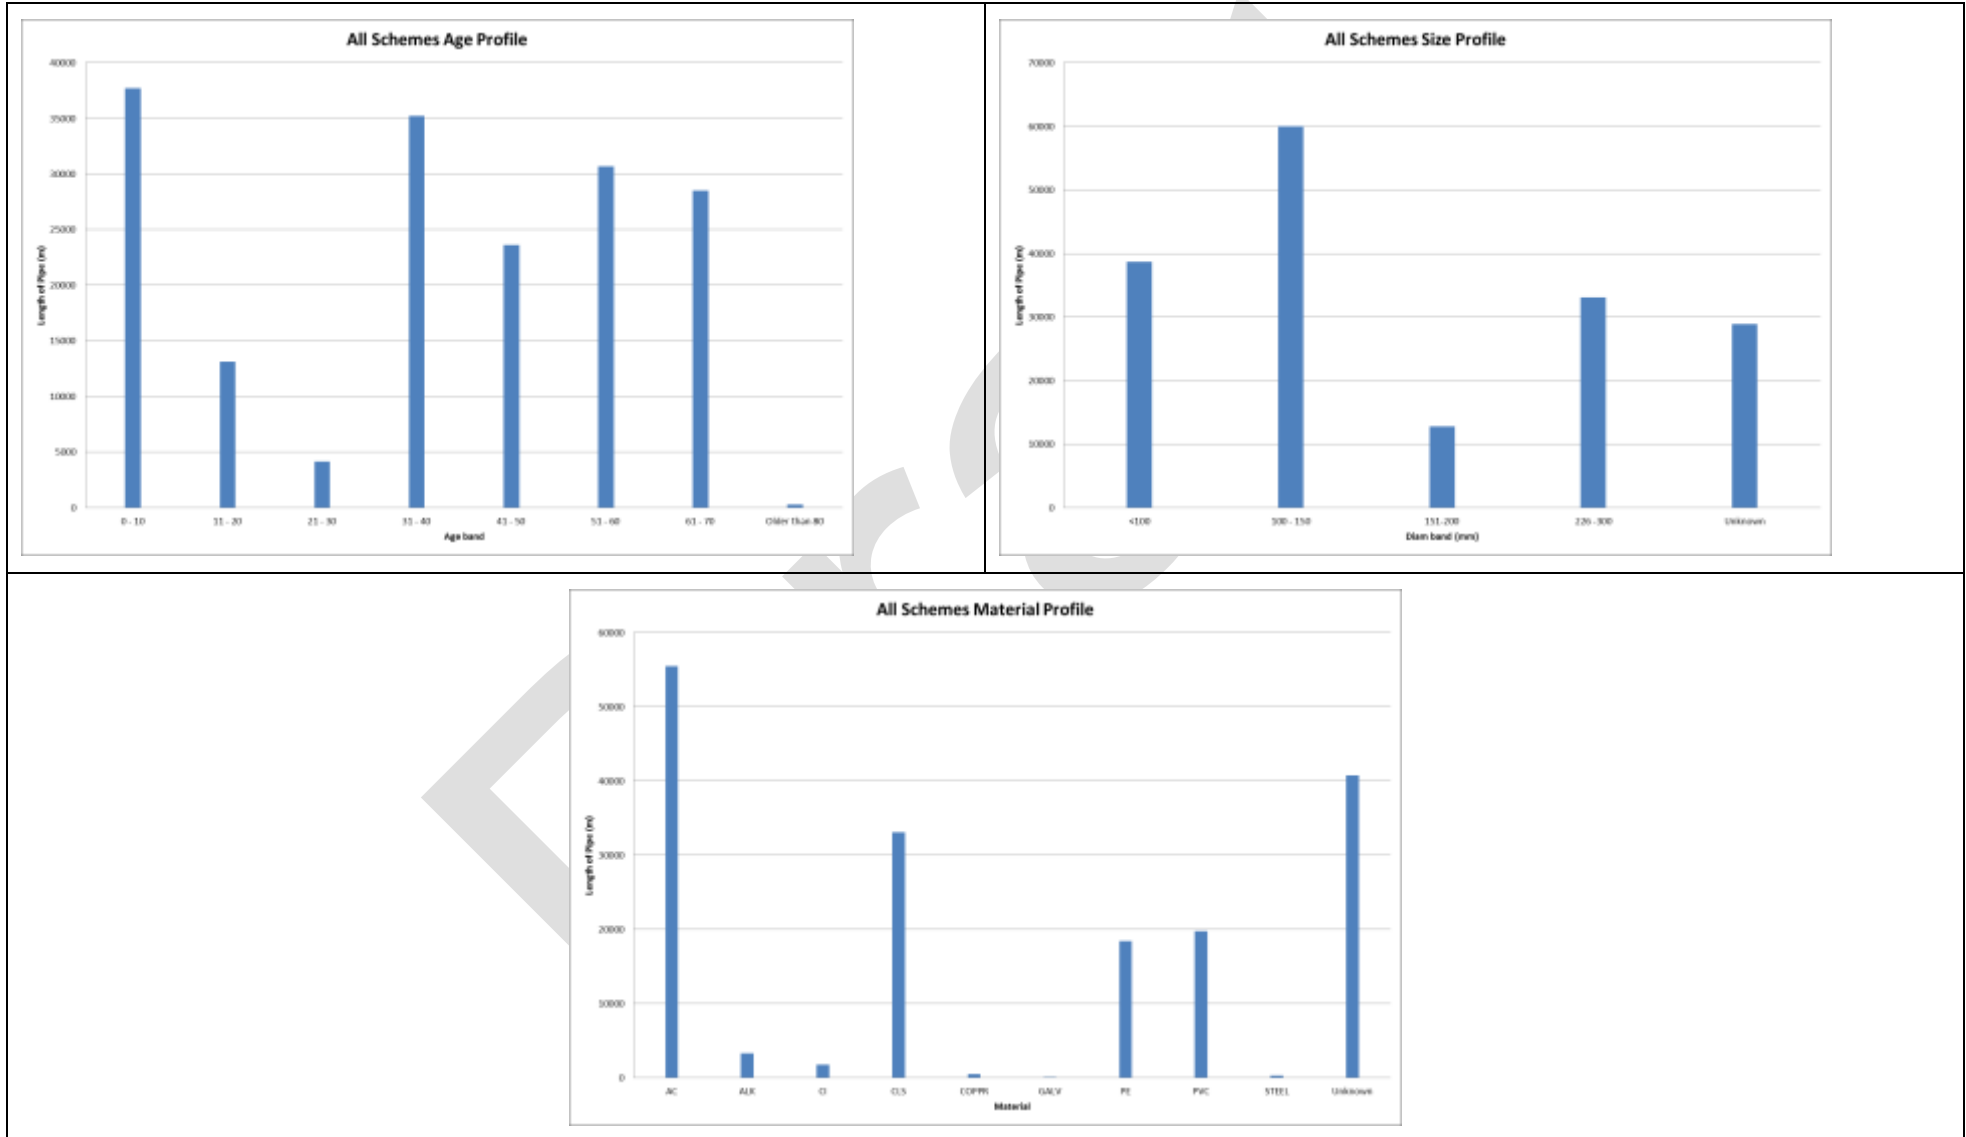 All Schemes Age Profile
40000
35000
30000
25000
20000
15000
10000
5000
0
Length of Pipe (m)
0 - 10
11 - 20
21 - 30
31 - 40
41 - 50
51 - 60
61 - 70
Older than 80
Age band
All Schemes Size Profile
70000
60000
50000
40000
30000
20000
10000
0
Length of Pipe (m)
<100
100 - 150
151-200
226 -300
Unknown
Diam band (mm)
All Schemes Material Profile
60000
50000
40000
30000
20000
10000
0
Length of Pipe (m)
AC
ALK
CI
CLS
COPPR
GALV
PE
PVC
STEEL
Unknown
Material